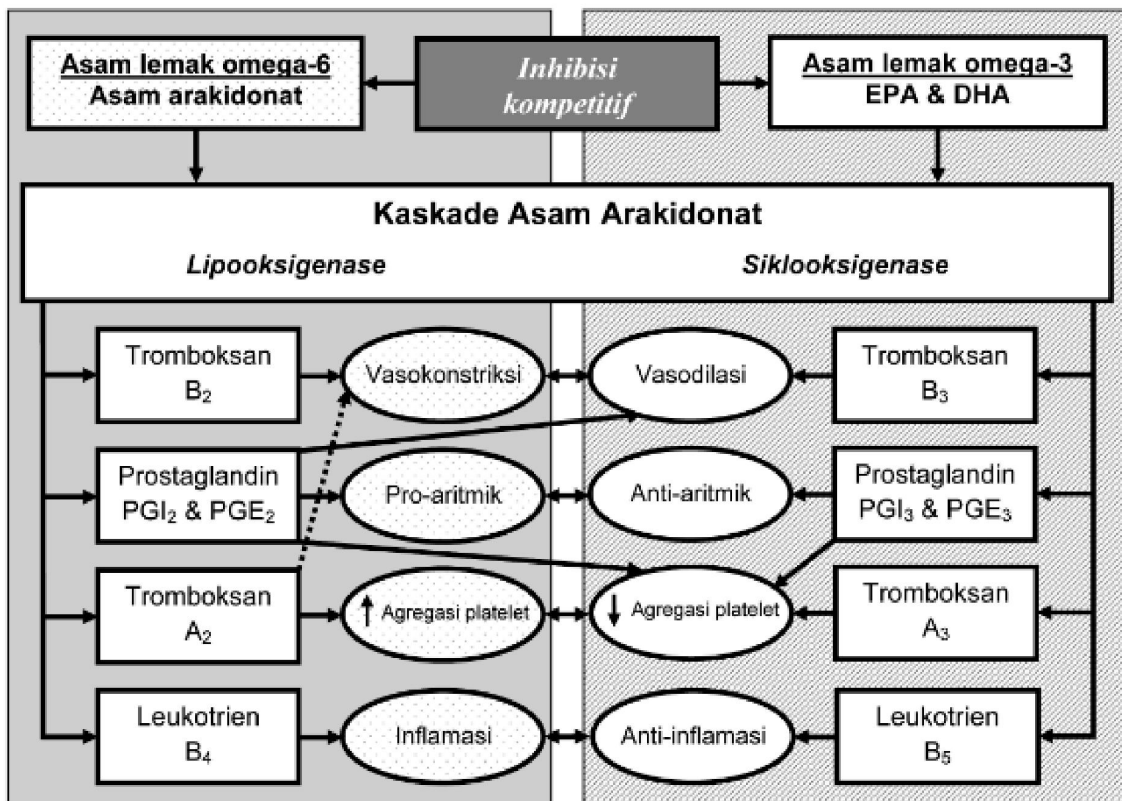 Asam lemak omega-6
Asam arakidonat
Inhibisi
kompetitif
Asam lemak omega-3
EPA & DHA
Kaskade Asam Arakidonat
Lipooksigenase
Siklooksigenase
Tromboksan
B₂
Vasokonstriksi
Vasodilasi
Tromboksan
B₃
Prostaglandin
PGI₂ & PGE₂
Pro-aritmik
Anti-aritmik
Prostaglandin
PGI₃ & PGE₃
Tromboksan
A₂
↑ Agregasi platelet
↓ Agregasi platelet
Tromboksan
A₃
Leukotrien
B₄
Inflamasi
Anti-inflamasi
Leukotrien
B₅